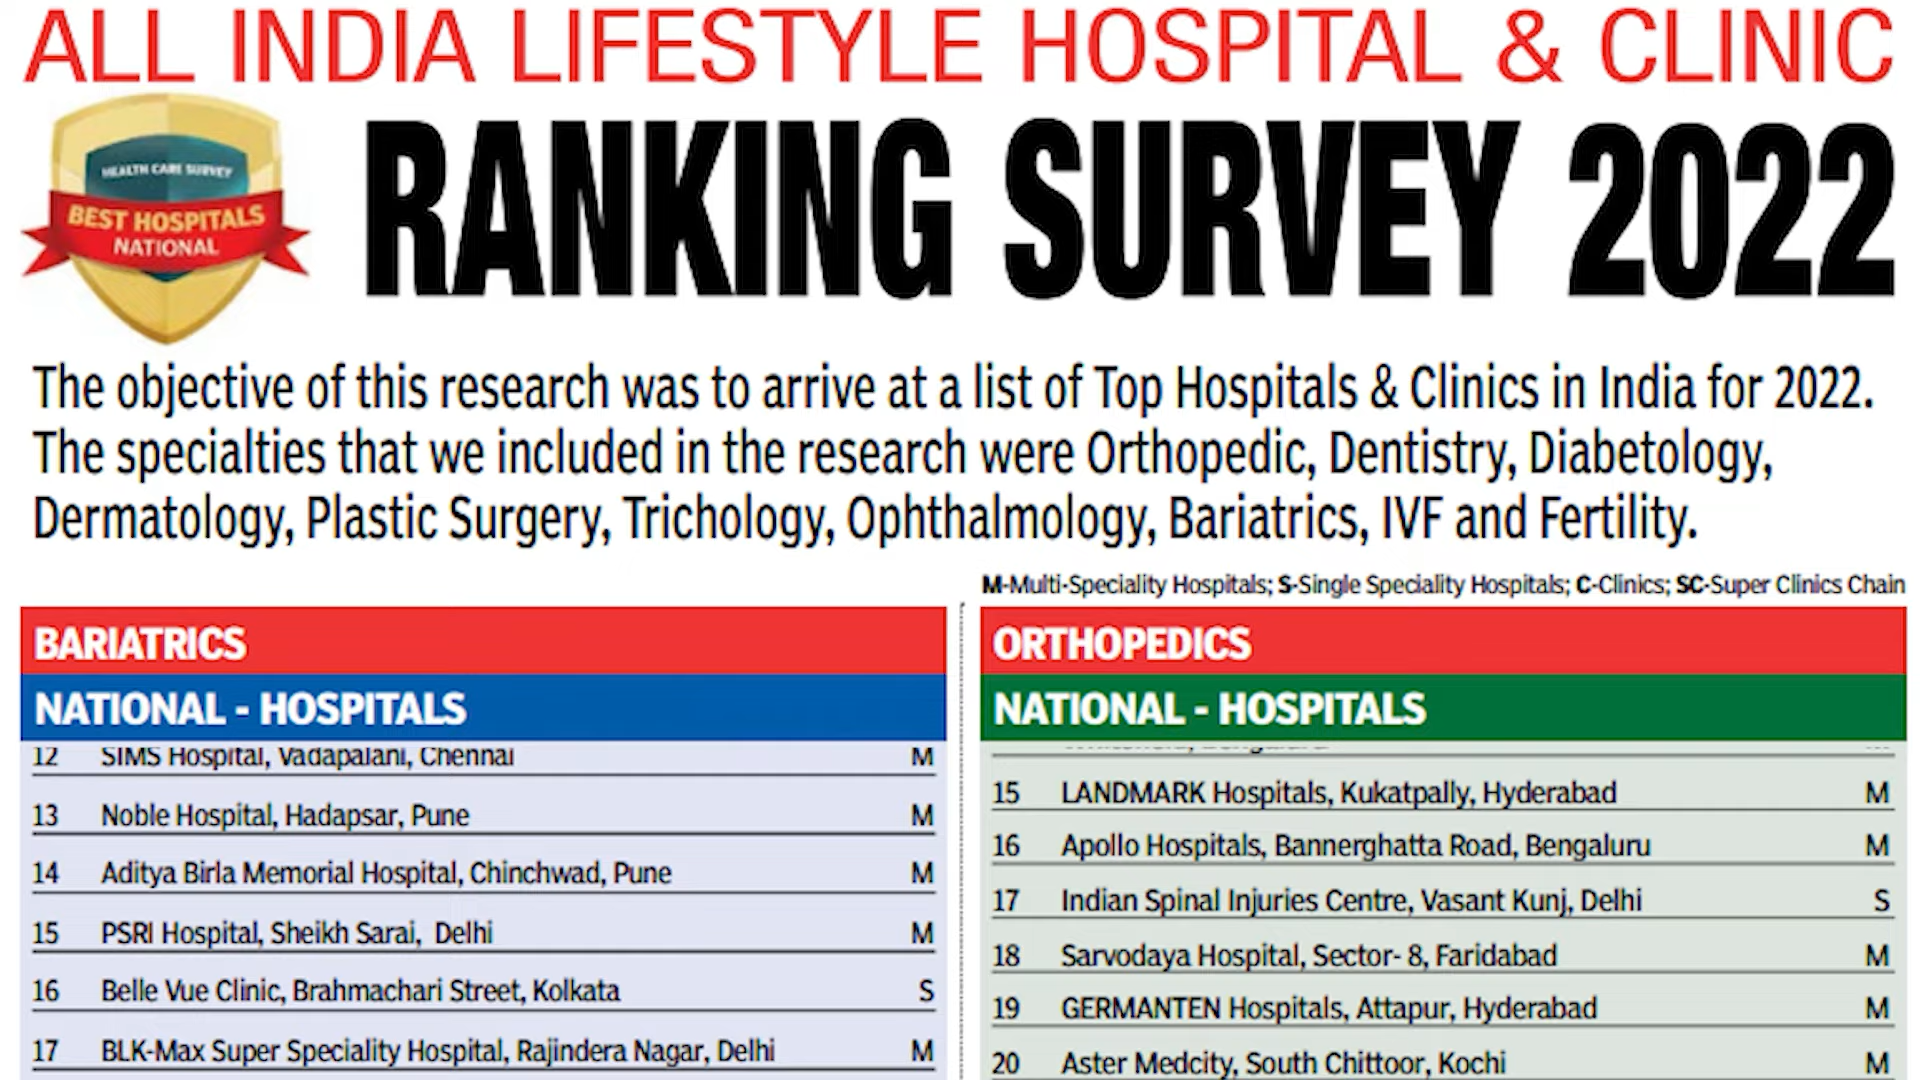 ALL INDIA LIFESTYLE HOSPITAL & CLINIC
HEALTH CARE SURVEY
BEST HOSPITALS
NATIONAL
RANKING SURVEY 2022
The objective of this research was to arrive at a list of Top Hospitals & Clinics in India for 2022.
The specialties that we included in the research were Orthopedic, Dentistry, Diabetology,
Dermatology, Plastic Surgery, Trichology, Ophthalmology, Bariatrics, IVF and Fertility.
M-Multi-Speciality Hospitals; S-Single Speciality Hospitals; C-Clinics; SC-Super Clinics Chain
BARIATRICS
NATIONAL - HOSPITALS
12 SIMS Hospital, Vadapalani, Chennai M
13 Noble Hospital, Hadapsar, Pune M
14 Aditya Birla Memorial Hospital, Chinchwad, Pune M
15 PSRI Hospital, Sheikh Sarai, Delhi M
16 Belle Vue Clinic, Brahmachari Street, Kolkata S
17 BLK-Max Super Speciality Hospital, Rajindera Nagar, Delhi M
ORTHOPEDICS
NATIONAL - HOSPITALS
15 LANDMARK Hospitals, Kukatpally, Hyderabad M
16 Apollo Hospitals, Bannerghatta Road, Bengaluru M
17 Indian Spinal Injuries Centre, Vasant Kunj, Delhi S
18 Sarvodaya Hospital, Sector- 8, Faridabad M
19 GERMANTEN Hospitals, Attapur, Hyderabad M
20 Aster Medcity, South Chittoor, Kochi M